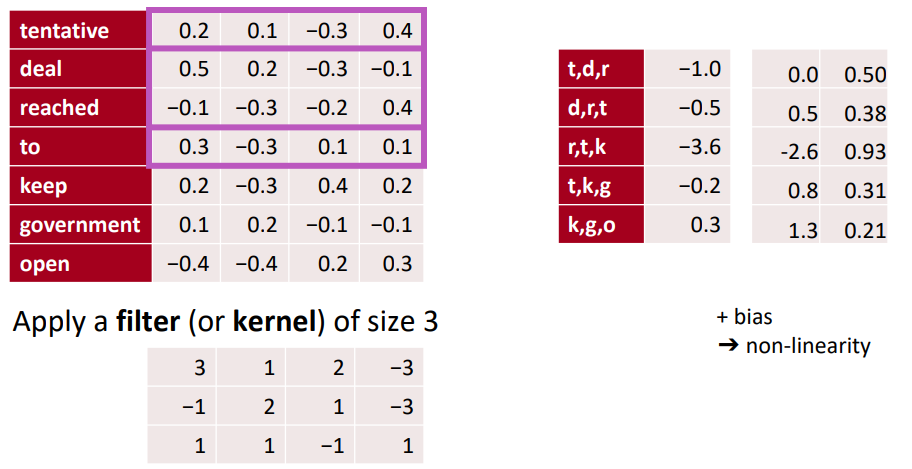 tentative 0.2 0.1 −0.3 0.4
deal 0.5 0.2 −0.3 −0.1
reached −0.1 −0.3 −0.2 0.4
to 0.3 −0.3 0.1 0.1
keep 0.2 −0.3 0.4 0.2
government 0.1 0.2 −0.1 −0.1
open −0.4 −0.4 0.2 0.3
t,d,r −1.0 0.0 0.50
d,r,t −0.5 0.5 0.38
r,t,k −3.6 -2.6 0.93
t,k,g −0.2 0.8 0.31
k,g,o 0.3 1.3 0.21
Apply a filter (or kernel) of size 3
3 1 2 −3
−1 2 1 −3
1 1 −1 1
+ bias
➔ non-linearity